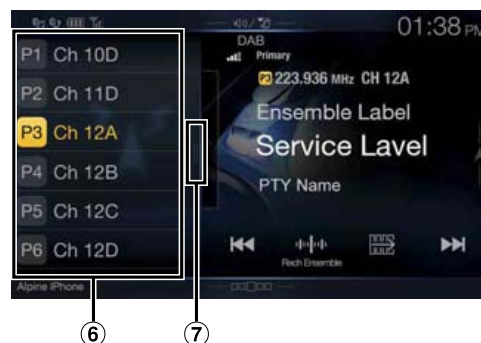 01:38 PM
DAB
Primary
P3 223.936 MHz CH 12A
Ensemble Label
Service Lavel
PTY Name
Rech Ensemble
P1 Ch 10D
P2 Ch 11D
P3 Ch 12A
P4 Ch 12B
P5 Ch 12C
P6 Ch 12D
Alpine iPhone
6
7